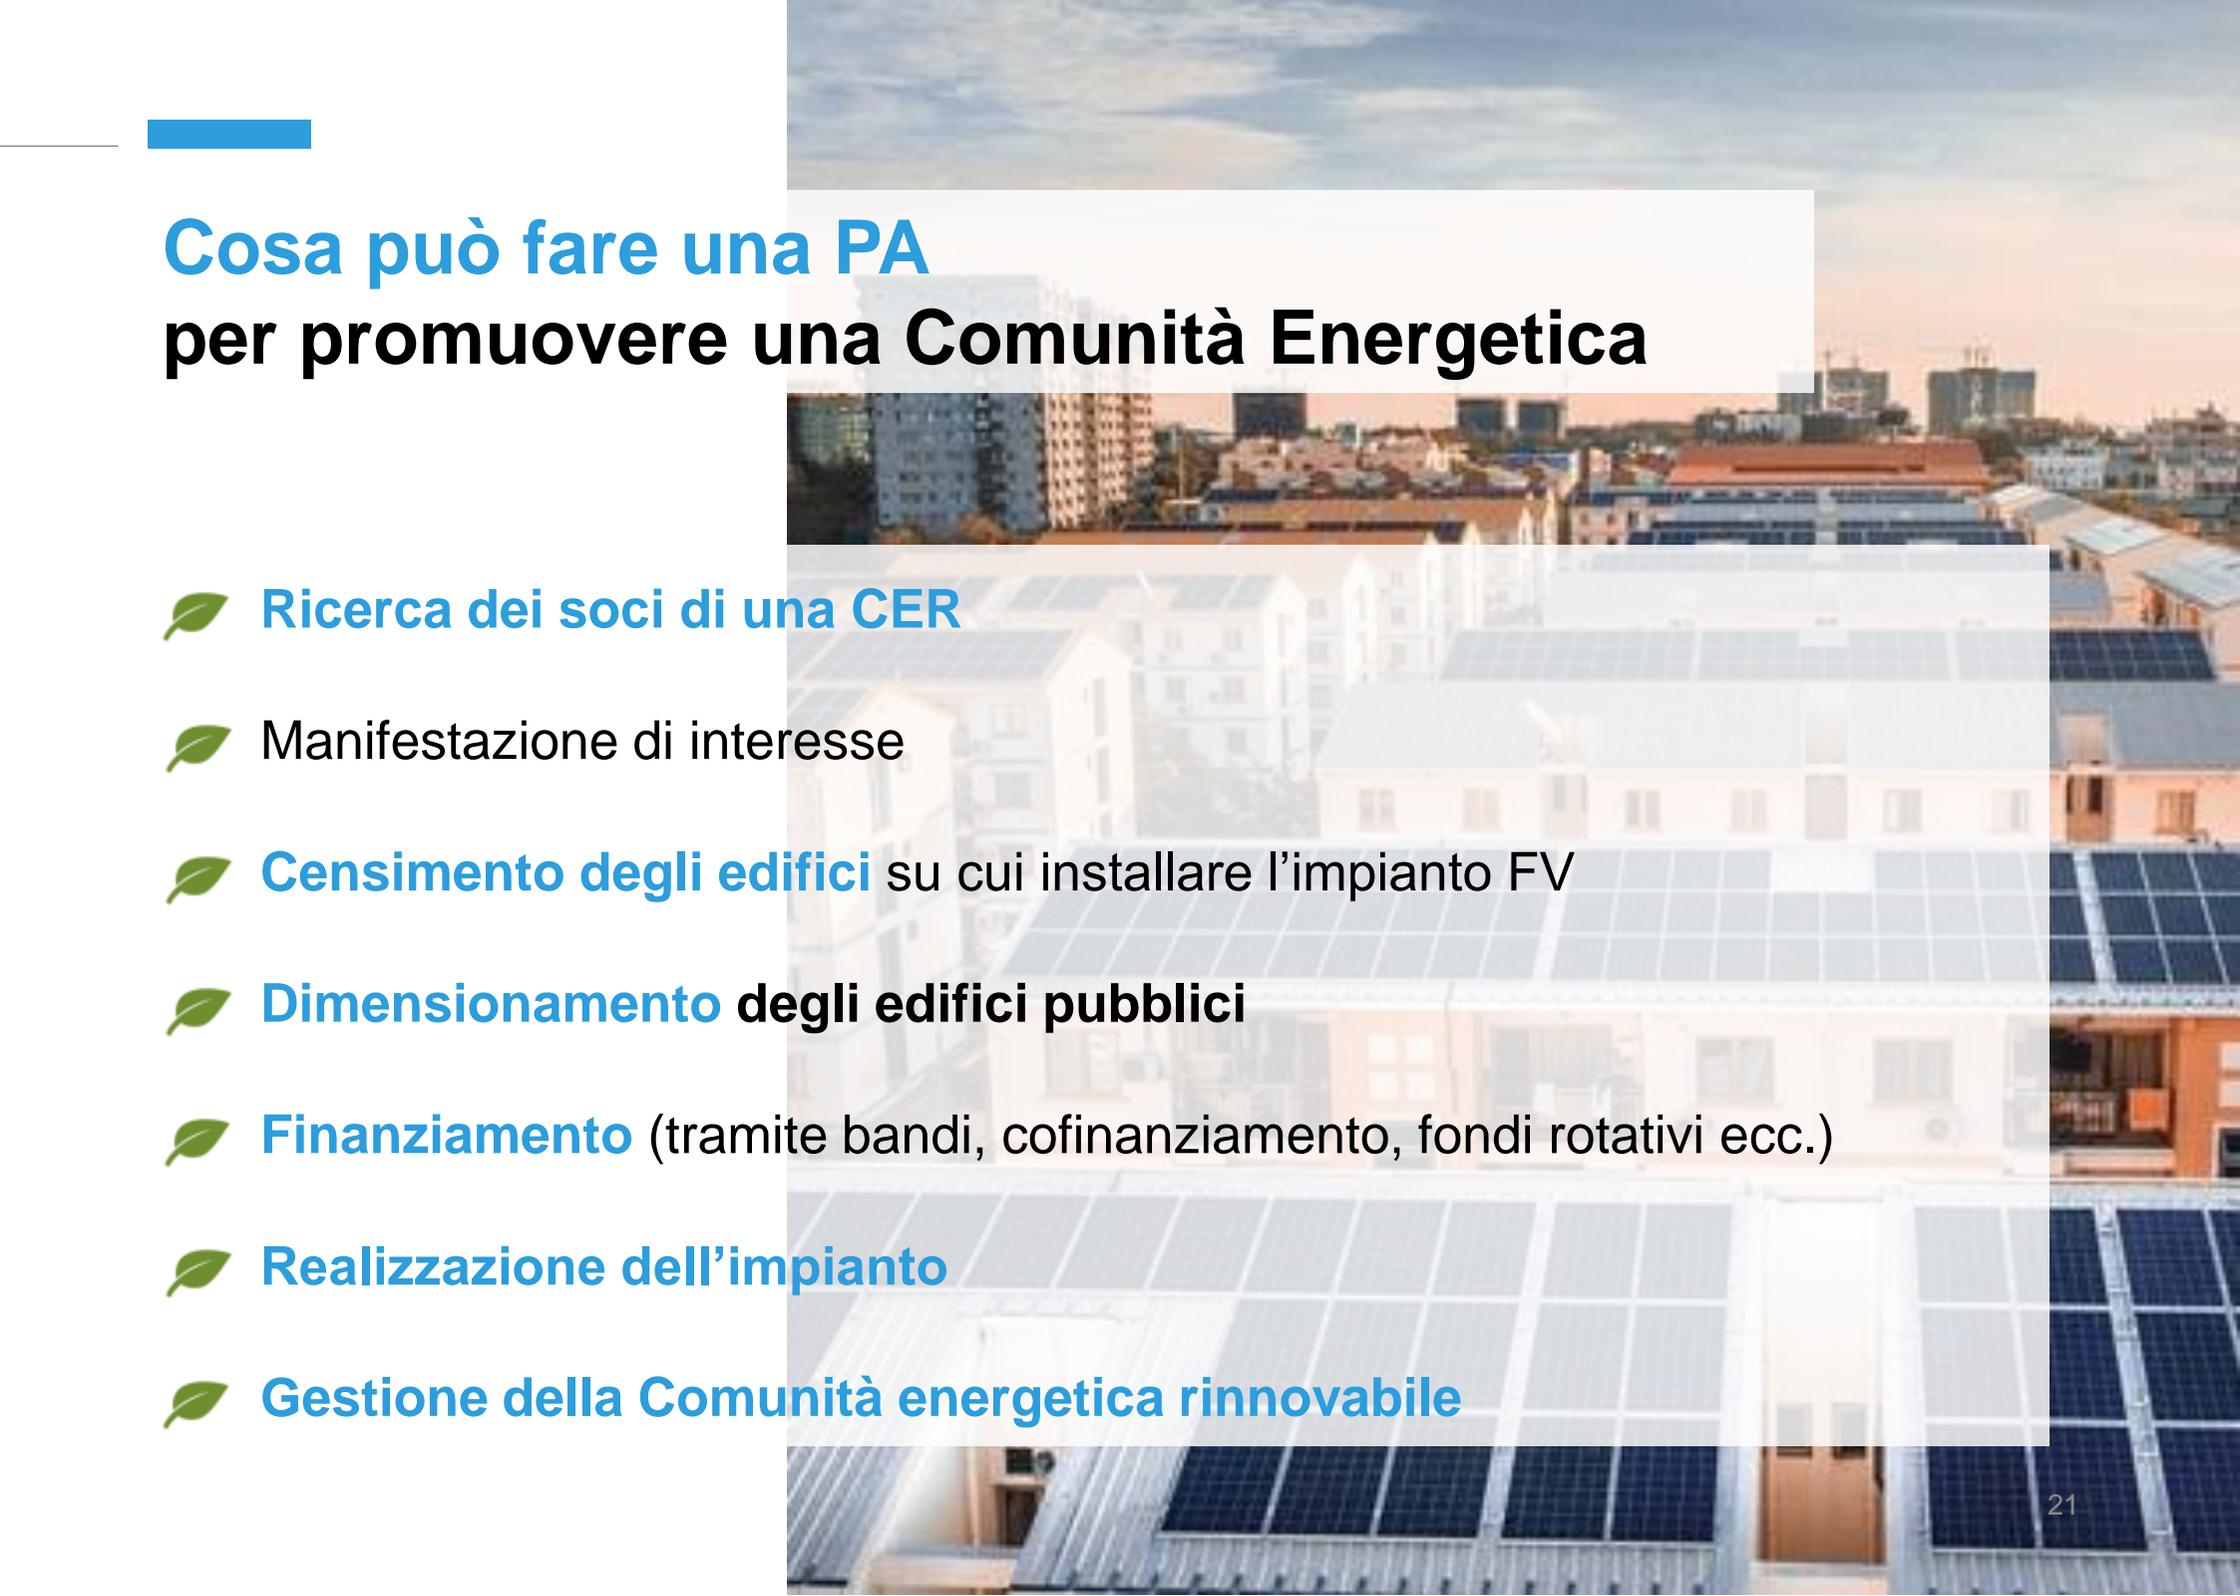 Cosa può fare una PA
per promuovere una Comunità Energetica
Ricerca dei soci di una CER
Manifestazione di interesse
Censimento degli edifici su cui installare l’impianto FV
Dimensionamento degli edifici pubblici
Finanziamento (tramite bandi, cofinanziamento, fondi rotativi ecc.)
Realizzazione dell’impianto
Gestione della Comunità energetica rinnovabile
21